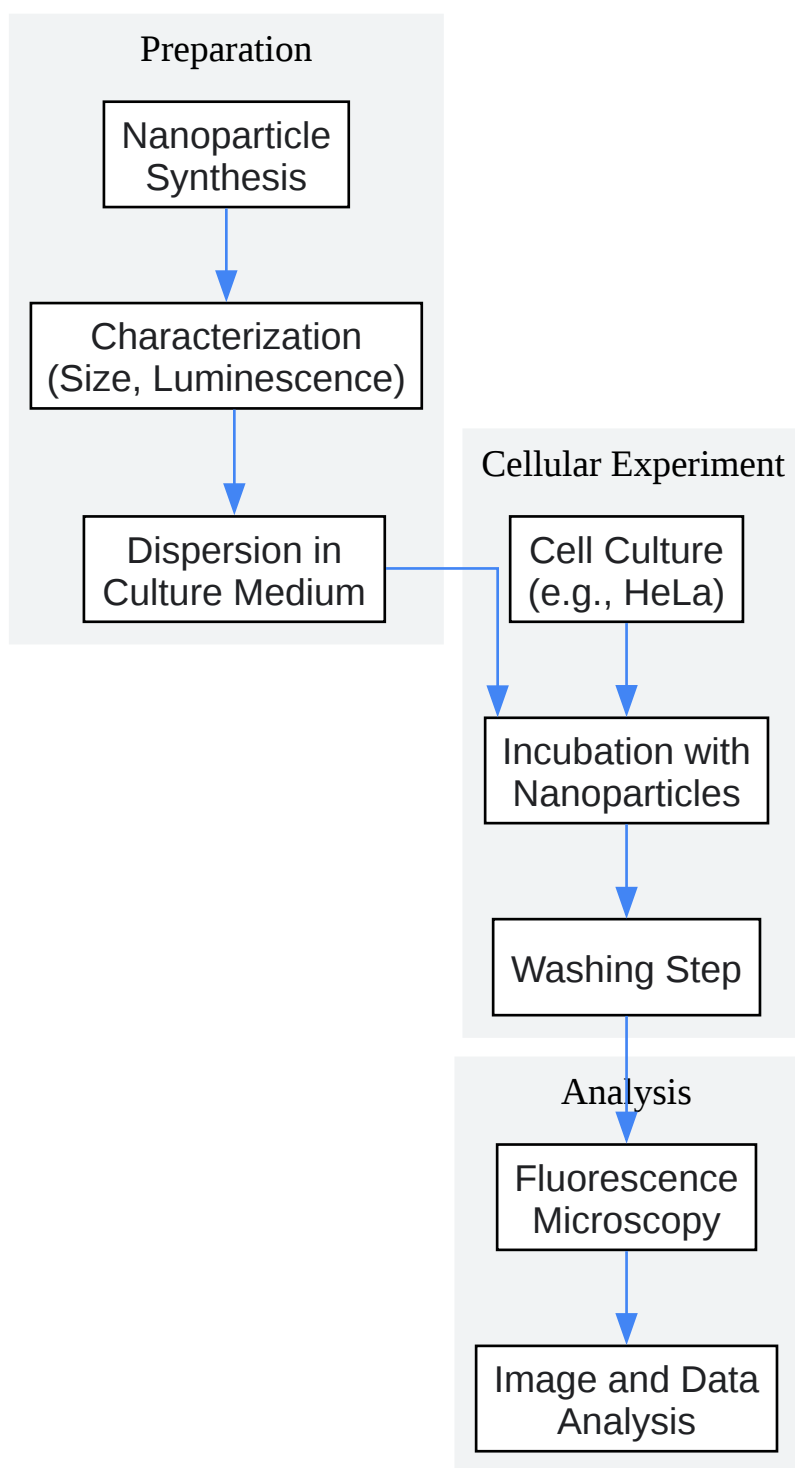 Preparation
Nanoparticle
Synthesis
Characterization
(Size, Luminescence)
Dispersion in
Culture Medium
Cellular Experiment
Cell Culture
(e.g., HeLa)
Incubation with
Nanoparticles
Washing Step
Analysis
Fluorescence
Microscopy
Image and Data
Analysis